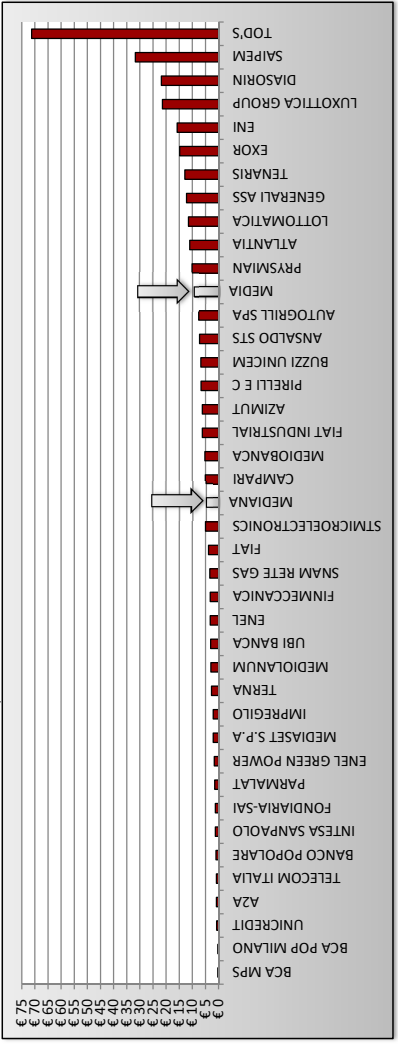 TOD'S
SAIPEM
DIASORIN
LUXOTTICA GROUP
ENI
EXOR
TENARIS
GENERALI ASS
LOTTOMATICA
ATLANTIA
PRYSMIAN
MEDIA
AUTOGRILL SPA
ANSALDO STS
BUZZI UNICEM
PIRELLI E C
AZIMUT
FIAT INDUSTRIAL
MEDIOBANCA
CAMPARI
MEDIANA
STMICROELECTRONICS
FIAT
SNAM RETE GAS
FINMECCANICA
ENEL
UBI BANCA
MEDIOLANUM
TERNA
IMPREGILO
MEDIASET S.P.A
ENEL GREEN POWER
PARMALAT
FONDIARIA-SAI
INTESA SANPAOLO
BANCO POPOLARE
TELECOM ITALIA
A2A
UNICREDIT
BCA POP MILANO
BCA MPS
€ 75
€ 70
€ 65
€ 60
€ 55
€ 50
€ 45
€ 40
€ 35
€ 30
€ 25
€ 20
€ 15
€ 10
€ 5
€ 0